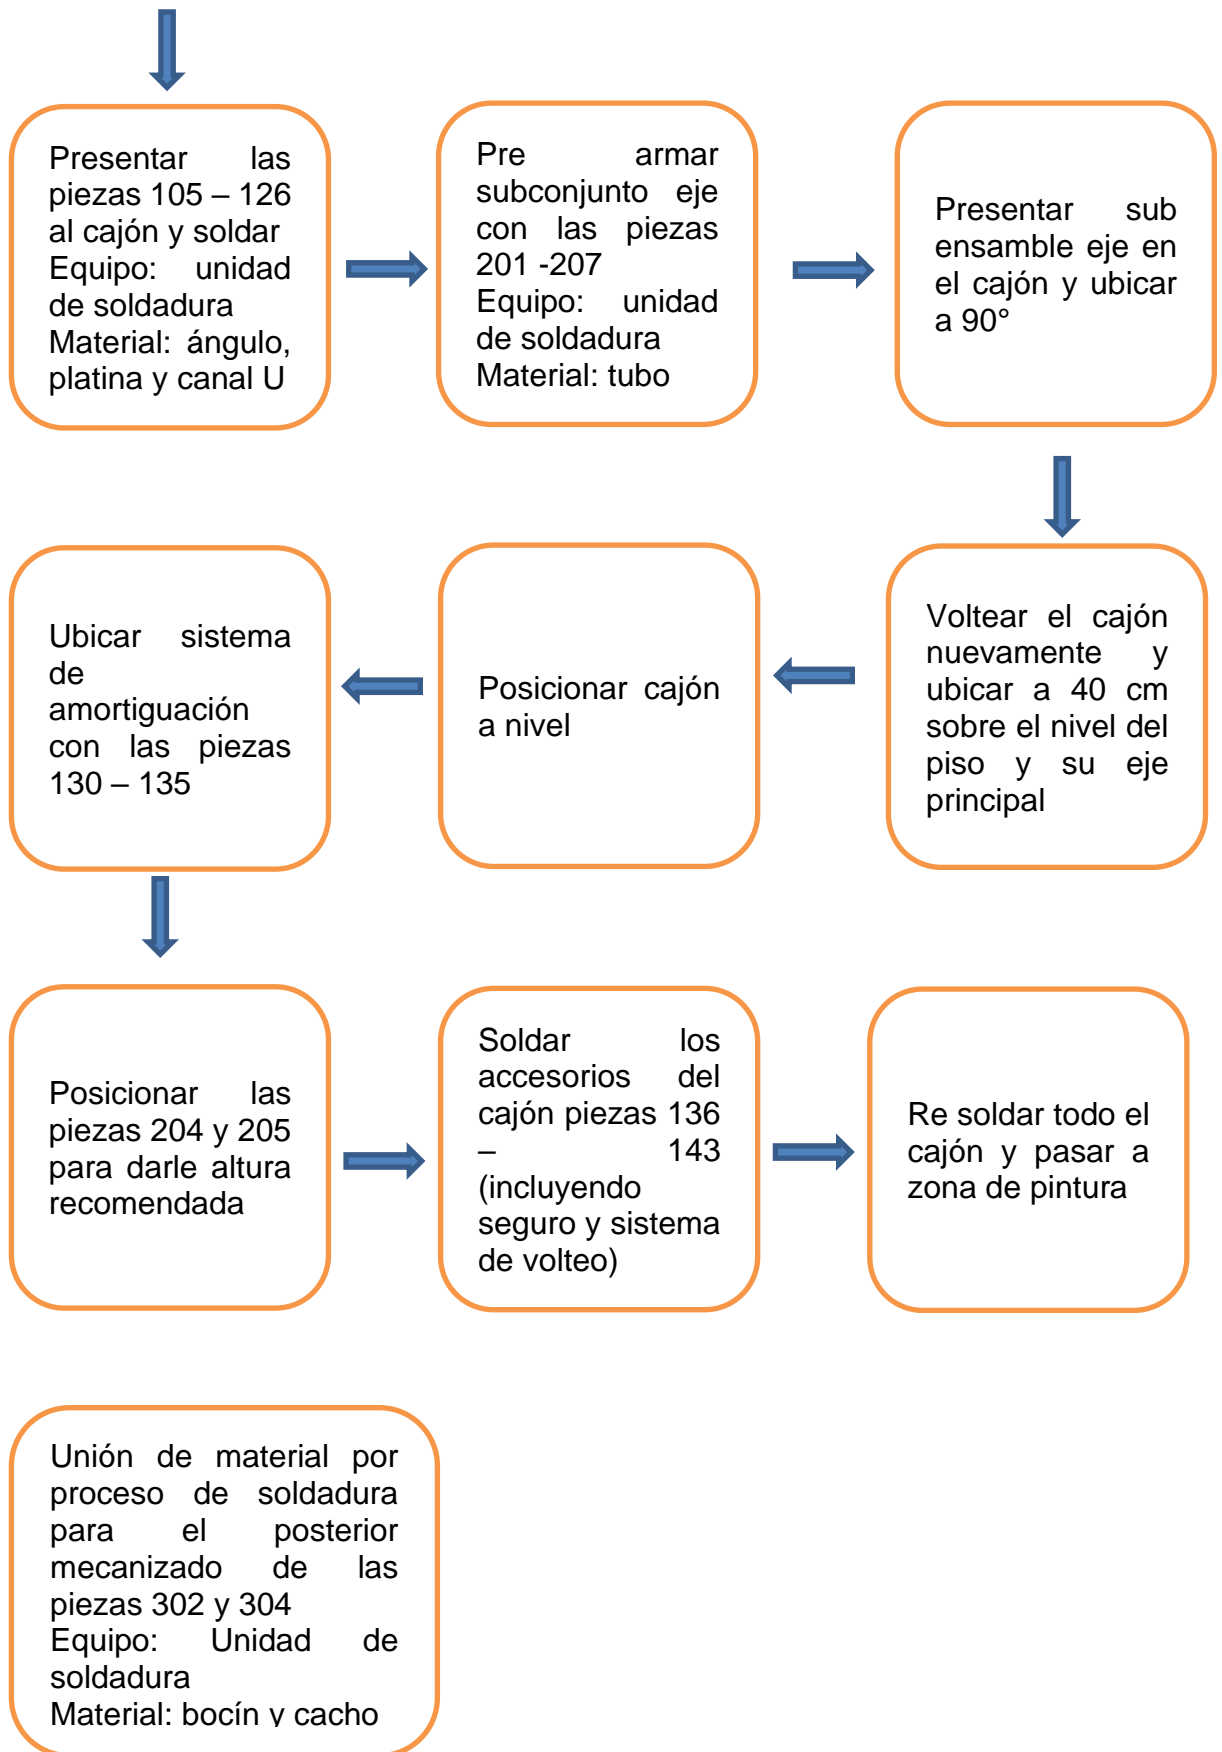 Presentar las
piezas 105 – 126
al cajón y soldar
Equipo: unidad
de soldadura
Material: ángulo,
platina y canal U
Pre armar
subconjunto eje
con las piezas
201 -207
Equipo: unidad
de soldadura
Material: tubo
Presentar sub
ensamble eje en
el cajón y ubicar
a 90°
Voltear el cajón
nuevamente y
ubicar a 40 cm
sobre el nivel del
piso y su eje
principal
Posicionar cajón
a nivel
Ubicar sistema
de
amortiguación
con las piezas
130 – 135
Posicionar las
piezas 204 y 205
para darle altura
recomendada
Soldar los
accesorios del
cajón piezas 136
– 143
(incluyendo
seguro y sistema
de volteo)
Re soldar todo el
cajón y pasar a
zona de pintura
Unión de material por
proceso de soldadura
para el posterior
mecanizado de las
piezas 302 y 304
Equipo: Unidad de
soldadura
Material: bocín y cacho